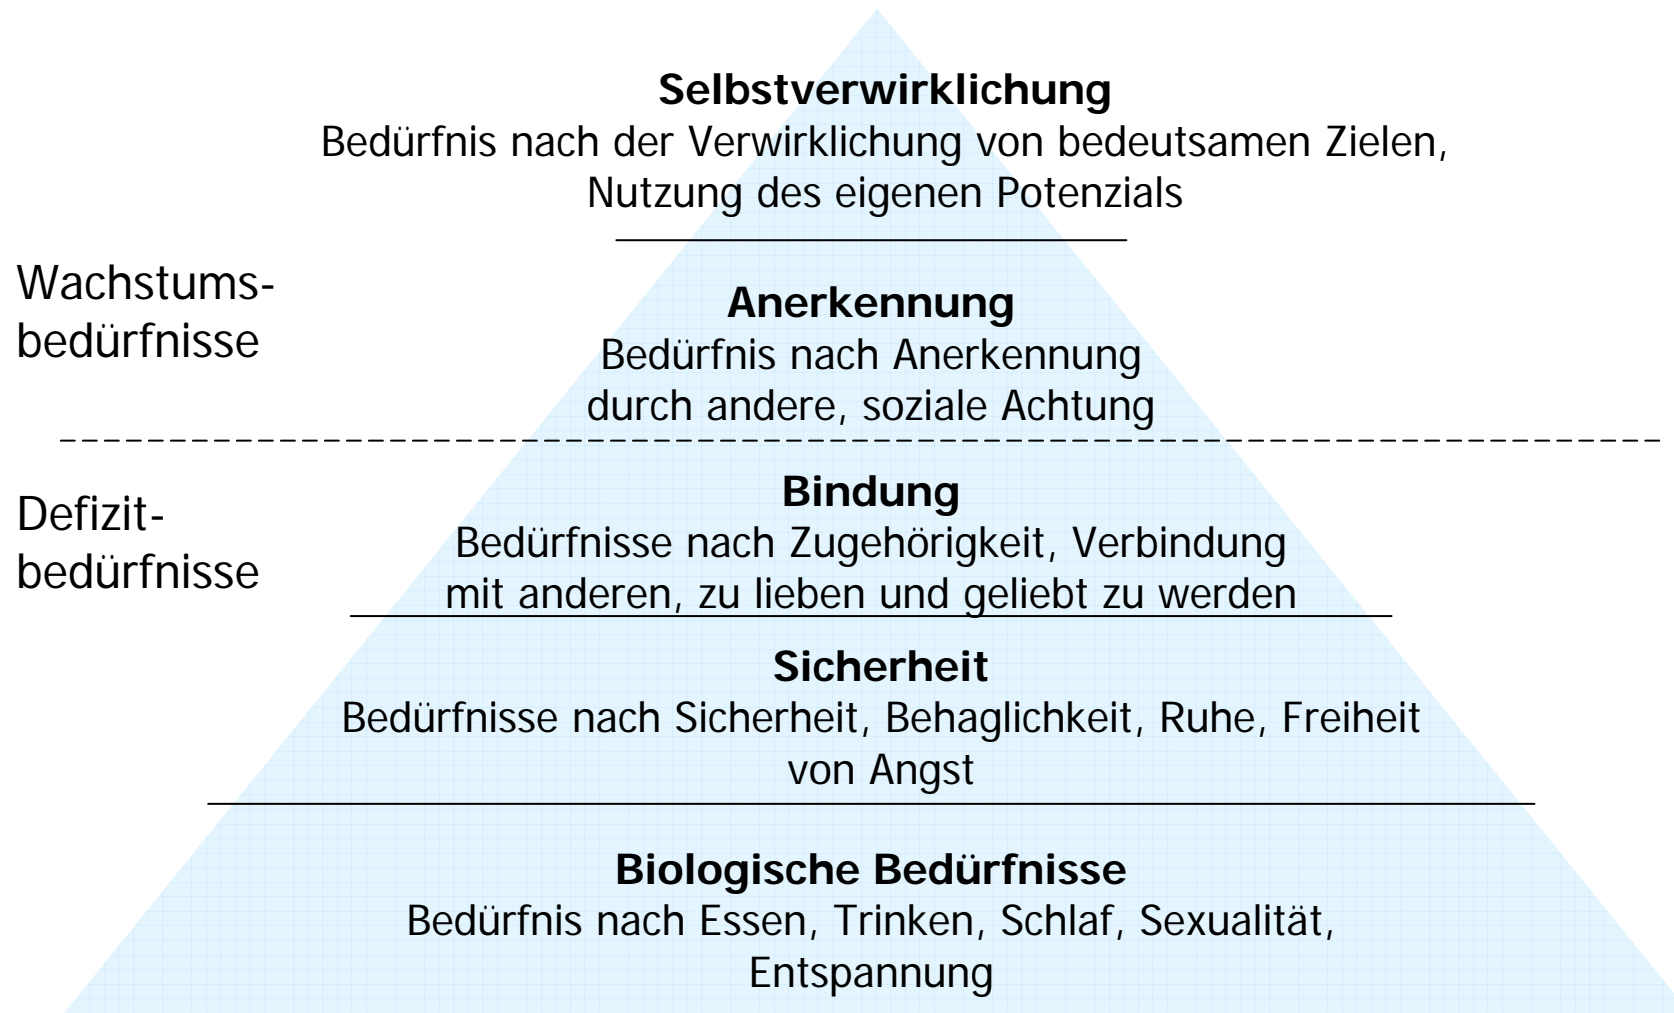 Selbstverwirklichung
Bedürfnis nach der Verwirklichung von bedeutsamen Zielen,
Nutzung des eigenen Potenzials
Wachstums-
bedürfnisse
Anerkennung
Bedürfnis nach Anerkennung
durch andere, soziale Achtung
Defizit-
bedürfnisse
Bindung
Bedürfnisse nach Zugehörigkeit, Verbindung
mit anderen, zu lieben und geliebt zu werden
Sicherheit
Bedürfnisse nach Sicherheit, Behaglichkeit, Ruhe, Freiheit
von Angst
Biologische Bedürfnisse
Bedürfnis nach Essen, Trinken, Schlaf, Sexualität,
Entspannung